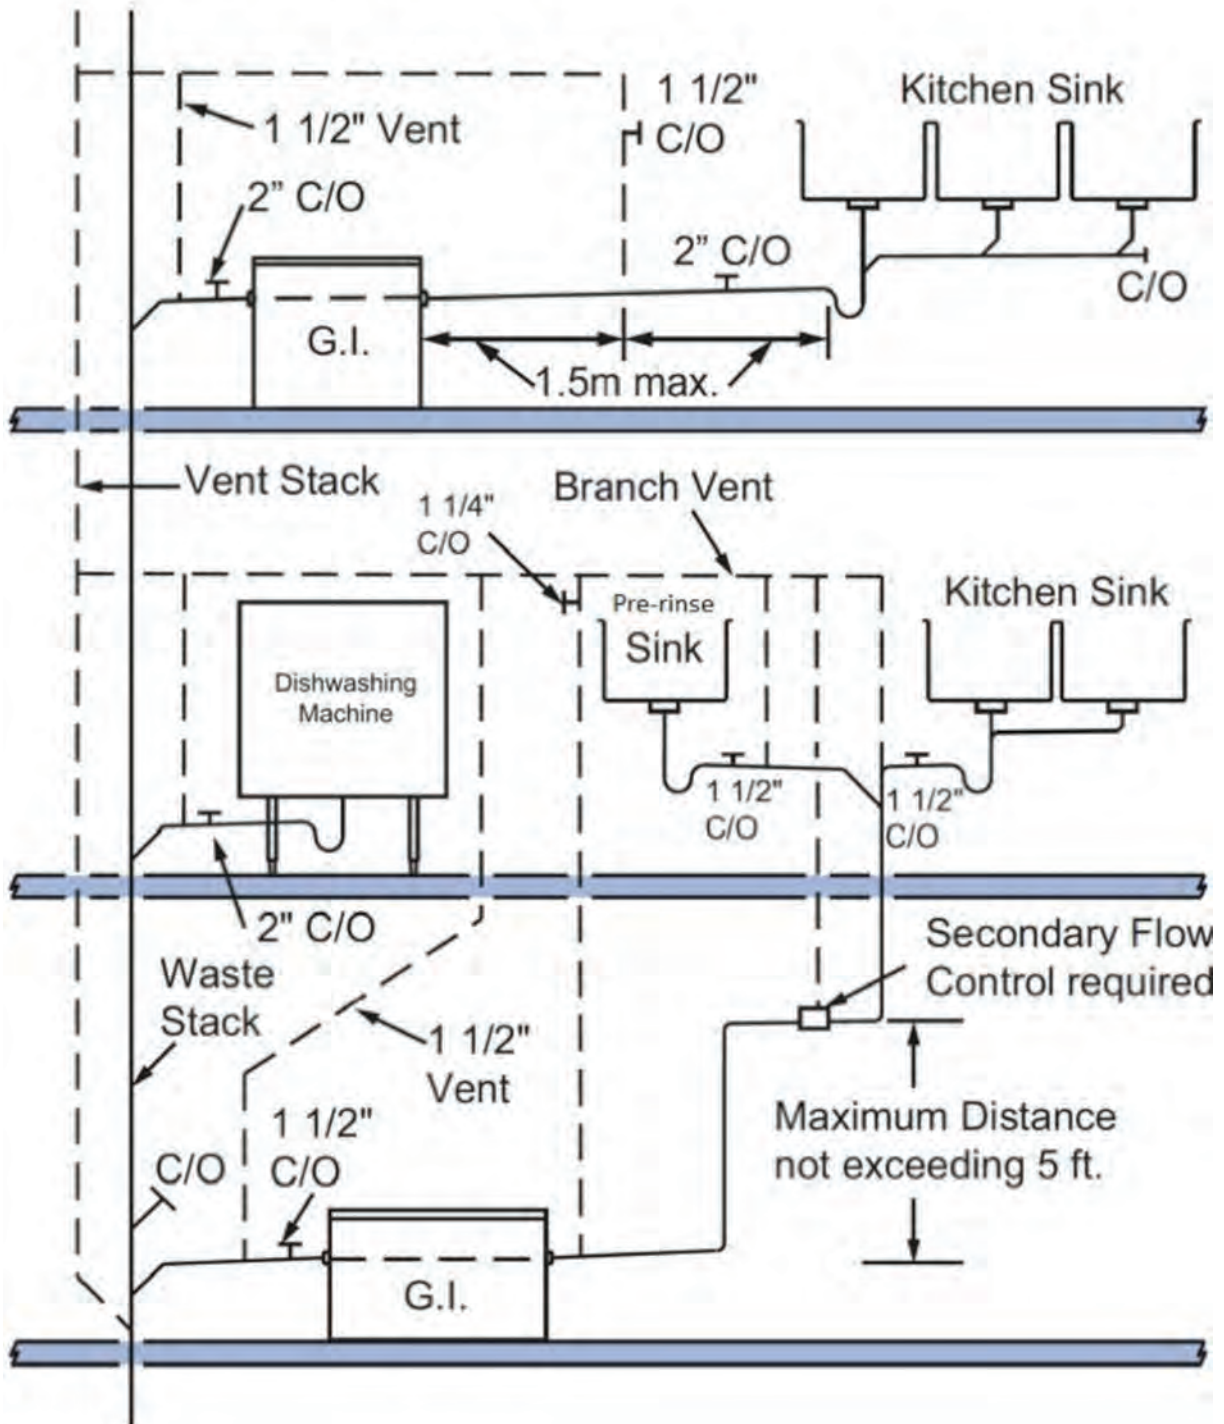 1 1/2"
C/O
Kitchen Sink
1 1/2" Vent
2” C/O
2” C/O
C/O
G.I.
1.5m max.
Vent Stack
1 1/4"
C/O
Branch Vent
Kitchen Sink
Pre-rinse
Sink
Dishwashing
Machine
1 1/2"
C/O
1 1/2"
C/O
2" C/O
Secondary Flow
Control required
Waste
Stack
1 1/2"
Vent
1 1/2"
C/O
C/O
Maximum Distance
not exceeding 5 ft.
G.I.